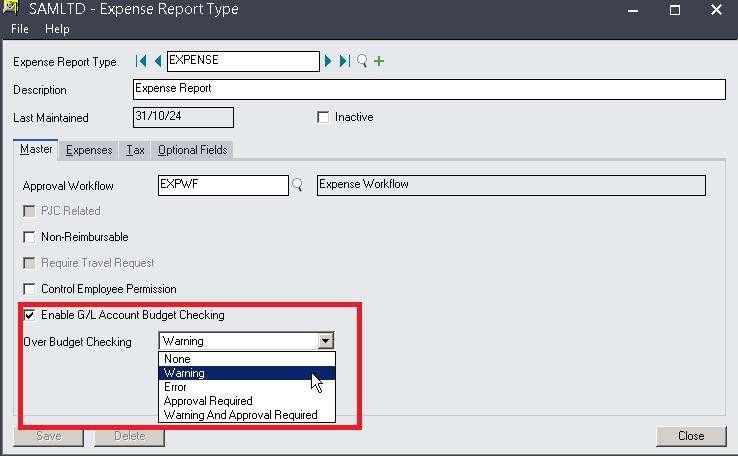 SAMLTD - Expense Report Type
File Help
Expense Report Type EXPENSE
Description Expense Report
Last Maintained 31/10/24 Inactive
Master Expenses Tax Optional Fields
Approval Workflow EXPWF Expense Workflow
PJC Related
Non-Reimbursable
Require Travel Request
Control Employee Permission
Enable G/L Account Budget Checking
Over Budget Checking Warning
None
Warning
Error
Approval Required
Warning And Approval Required
Save Delete Close